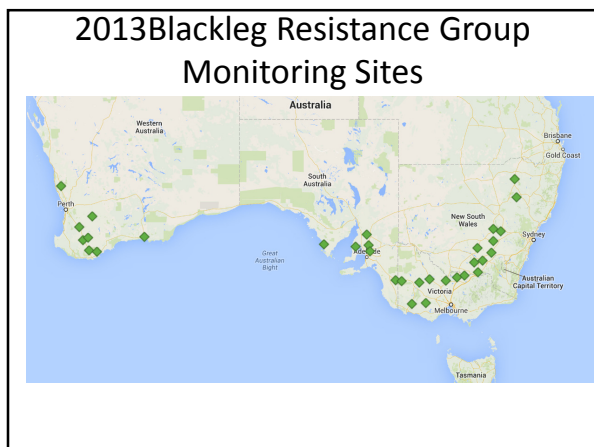 2013Blackleg Resistance Group
Monitoring Sites
Australia
Western
Australia
Brisbane
Gold Coast
South
Australia
Perth
New South
Wales
Sydney
Adelaide
Great
Australian
Bight
Australian
Capital Territory
Victoria
Melbourne
Tasmania